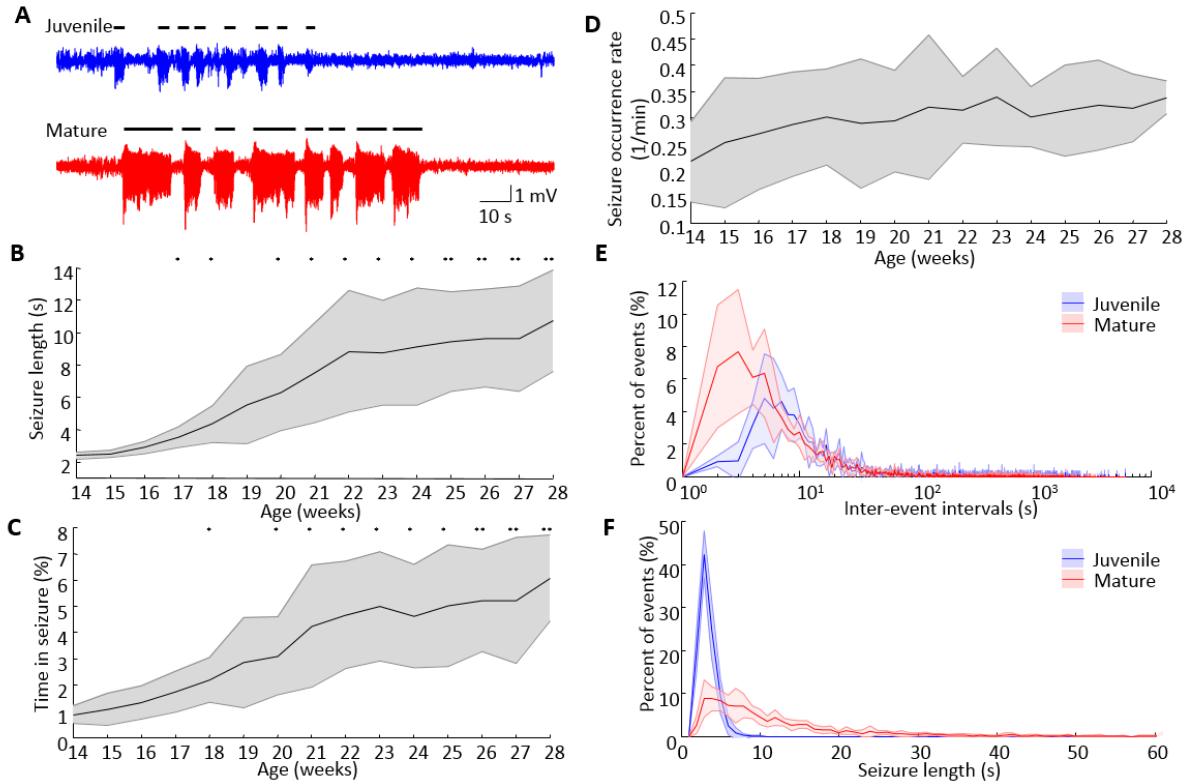 A
Juvenile
Mature
1 mV
10 s
B
Seizure length (s)
14
12
10
8
6
4
2
14 15 16 17 18 19 20 21 22 23 24 25 26 27 28
Age (weeks)
C
Time in seizure (%)
8
7
6
5
4
3
2
1
0
14 15 16 17 18 19 20 21 22 23 24 25 26 27 28
Age (weeks)
D
Seizure occurrence rate
(1/min)
0.5
0.45
0.4
0.35
0.3
0.25
0.2
0.15
0.1
14 15 16 17 18 19 20 21 22 23 24 25 26 27 28
Age (weeks)
E
Percent of events (%)
12
10
8
6
4
2
0
Juvenile
Mature
10⁰ 10¹ 10² 10³ 10⁴
Inter-event intervals (s)
F
Percent of events (%)
50
40
30
20
10
0
Juvenile
Mature
0 10 20 30 40 50 60
Seizure length (s)